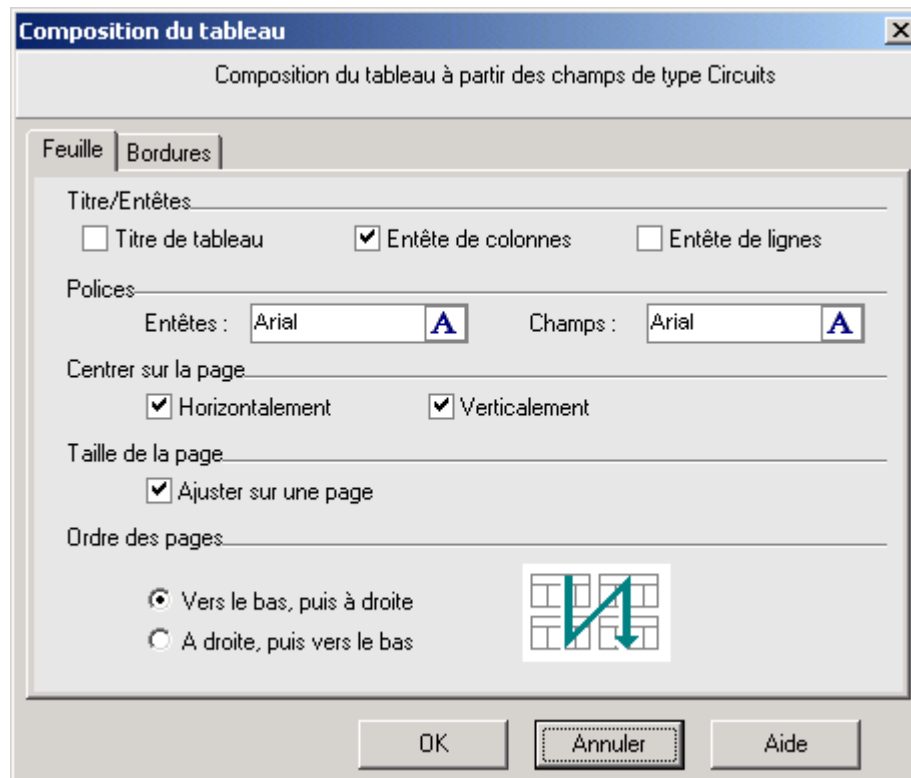 Composition du tableau
Composition du tableau à partir des champs de type Circuits
Feuille Bordures
Titre/Entêtes
Titre de tableau Entête de colonnes Entête de lignes
Polices
Entêtes : Arial A Champs : Arial A
Centrer sur la page
Horizontalement Verticalement
Taille de la page
Ajuster sur une page
Ordre des pages
Vers le bas, puis à droite
A droite, puis vers le bas
OK Annuler Aide